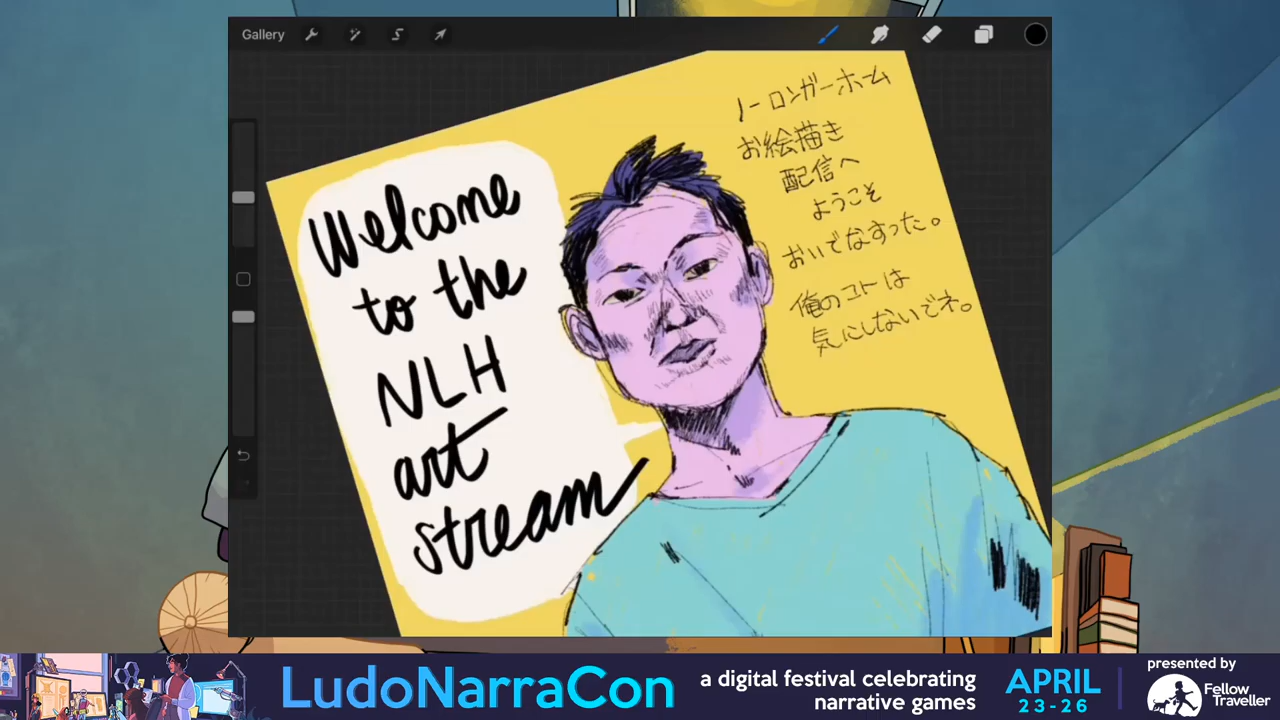 Gallery
Welcome
to the
NLH
art
stream
ノーロンガーホーム
お絵描き
配信へ
ようこそ
おいでなすった。
俺のコトは
気にしないでネ。
LudoNarraCon
a digital festival celebrating
narrative games
APRIL
23-26
presented by
Fellow
Traveller